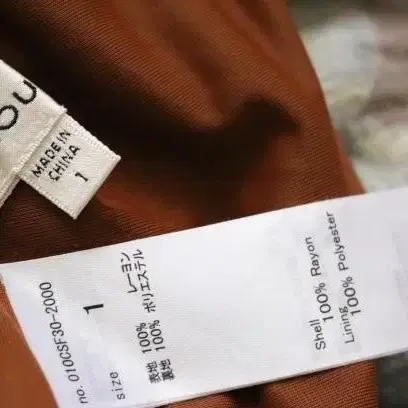 OU
MADE IN
CHINA
1
no. 010CSF30-2000
size 1
表地 100% レーヨン
裏地 100% ポリエステル
Shell
100% Rayon
Lining
100% Polyester